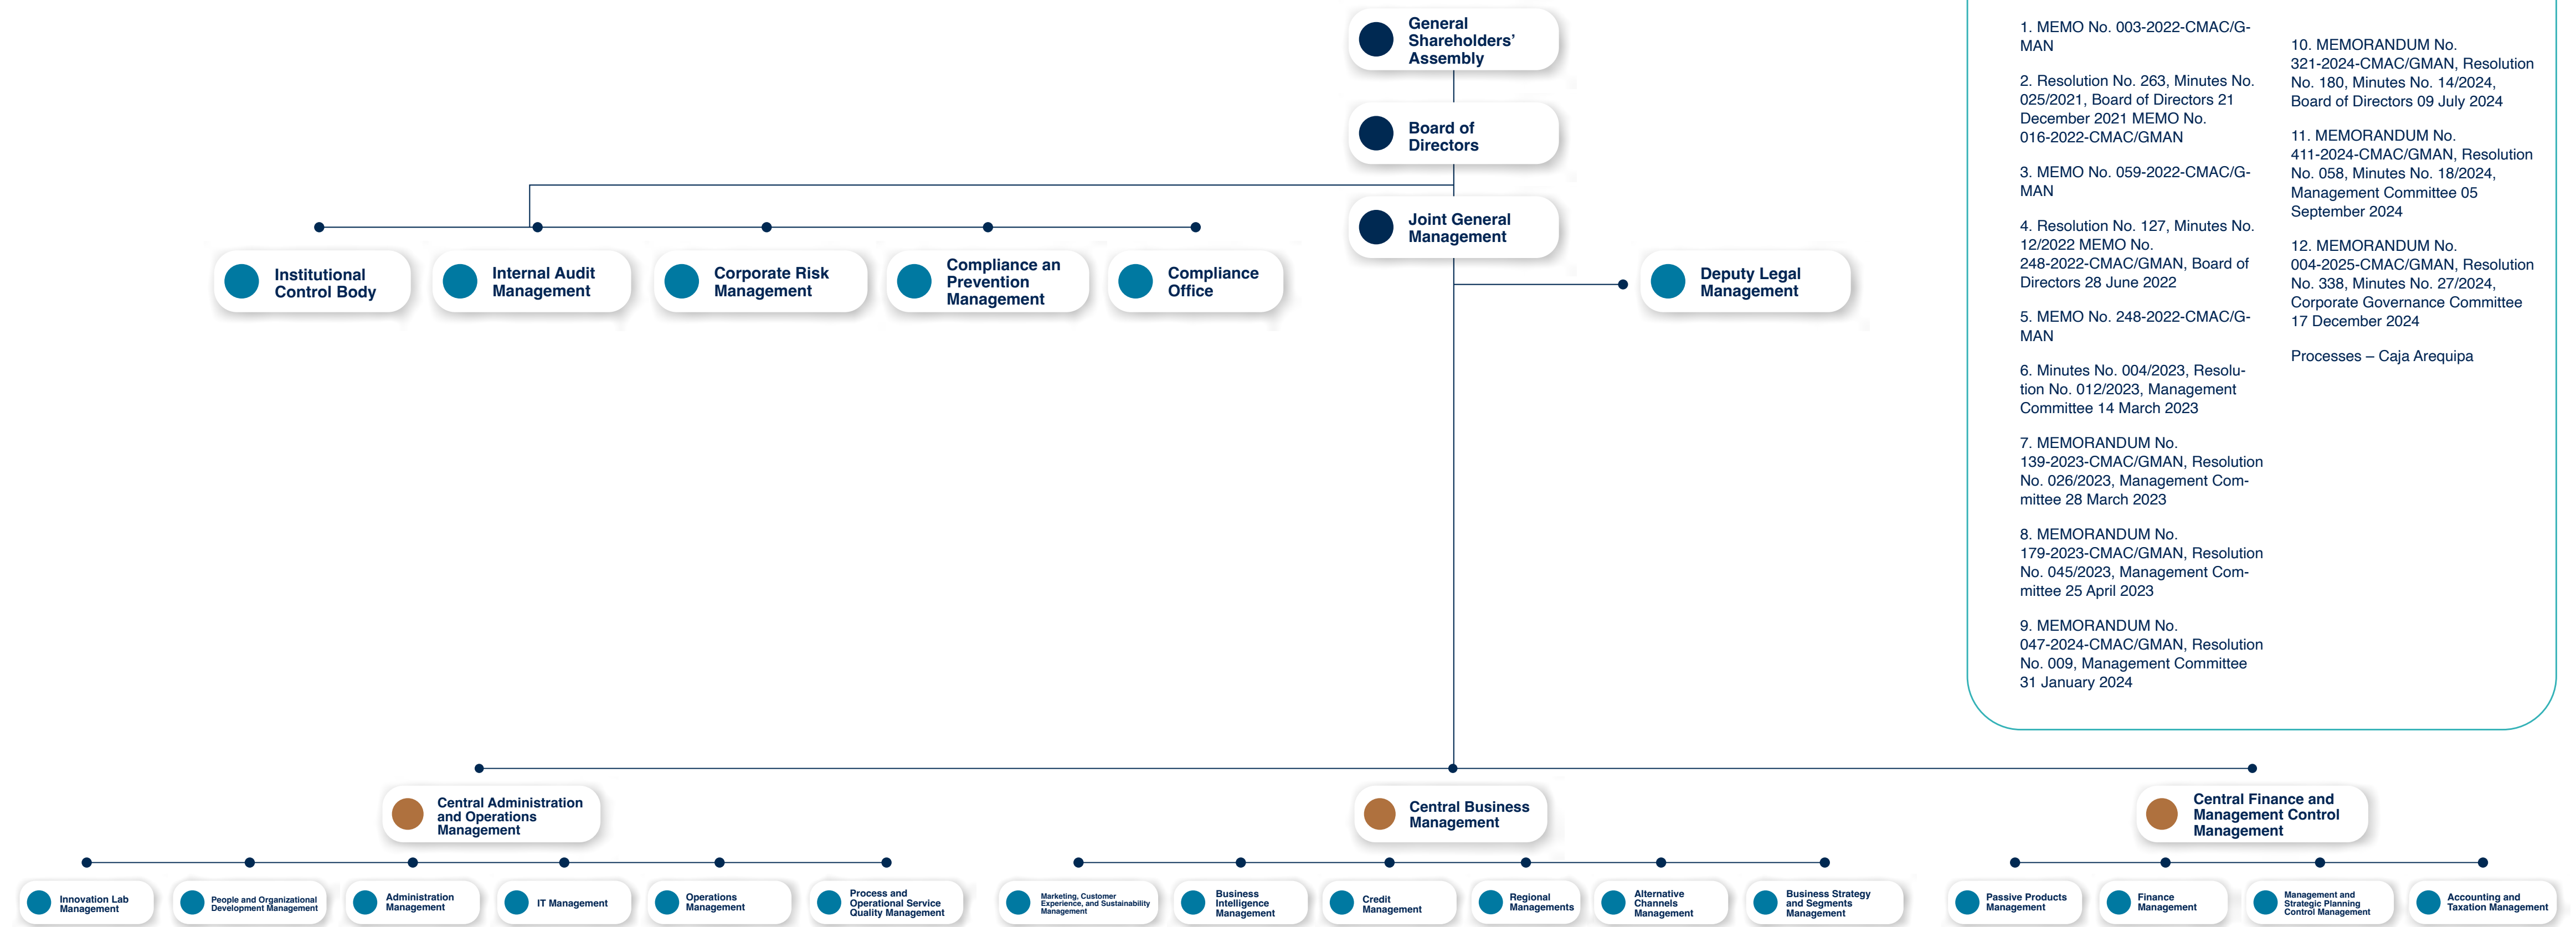 General
Shareholders’
Assembly
Board of
Directors
Joint General
Management
Institutional
Control Body
Internal Audit
Management
Corporate Risk
Management
Compliance an
Prevention
Management
Compliance
Office
Deputy Legal
Management
1. MEMO No. 003-2022-CMAC/G-
MAN
2. Resolution No. 263, Minutes No.
025/2021, Board of Directors 21
December 2021 MEMO No.
016-2022-CMAC/GMAN
3. MEMO No. 059-2022-CMAC/G-
MAN
4. Resolution No. 127, Minutes No.
12/2022 MEMO No.
248-2022-CMAC/GMAN, Board of
Directors 28 June 2022
5. MEMO No. 248-2022-CMAC/G-
MAN
6. Minutes No. 004/2023, Resolu-
tion No. 012/2023, Management
Committee 14 March 2023
7. MEMORANDUM No.
139-2023-CMAC/GMAN, Resolution
No. 026/2023, Management Com-
mittee 28 March 2023
8. MEMORANDUM No.
179-2023-CMAC/GMAN, Resolution
No. 045/2023, Management Com-
mittee 25 April 2023
9. MEMORANDUM No.
047-2024-CMAC/GMAN, Resolution
No. 009, Management Committee
31 January 2024
10. MEMORANDUM No.
321-2024-CMAC/GMAN, Resolution
No. 180, Minutes No. 14/2024,
Board of Directors 09 July 2024
11. MEMORANDUM No.
411-2024-CMAC/GMAN, Resolution
No. 058, Minutes No. 18/2024,
Management Committee 05
September 2024
12. MEMORANDUM No.
004-2025-CMAC/GMAN, Resolution
No. 338, Minutes No. 27/2024,
Corporate Governance Committee
17 December 2024
Processes – Caja Arequipa
Central Administration
and Operations
Management
Central Business
Management
Central Finance and
Management Control
Management
Innovation Lab
Management
People and Organizational
Development Management
Administration
Management
IT Management
Operations
Management
Process and
Operational Service
Quality Management
Marketing, Customer
Experience, and Sustainability
Management
Business
Intelligence
Management
Credit
Management
Regional
Managements
Alternative
Channels
Management
Business Strategy
and Segments
Management
Passive Products
Management
Finance
Management
Management and
Strategic Planning
Control Management
Accounting and
Taxation Management